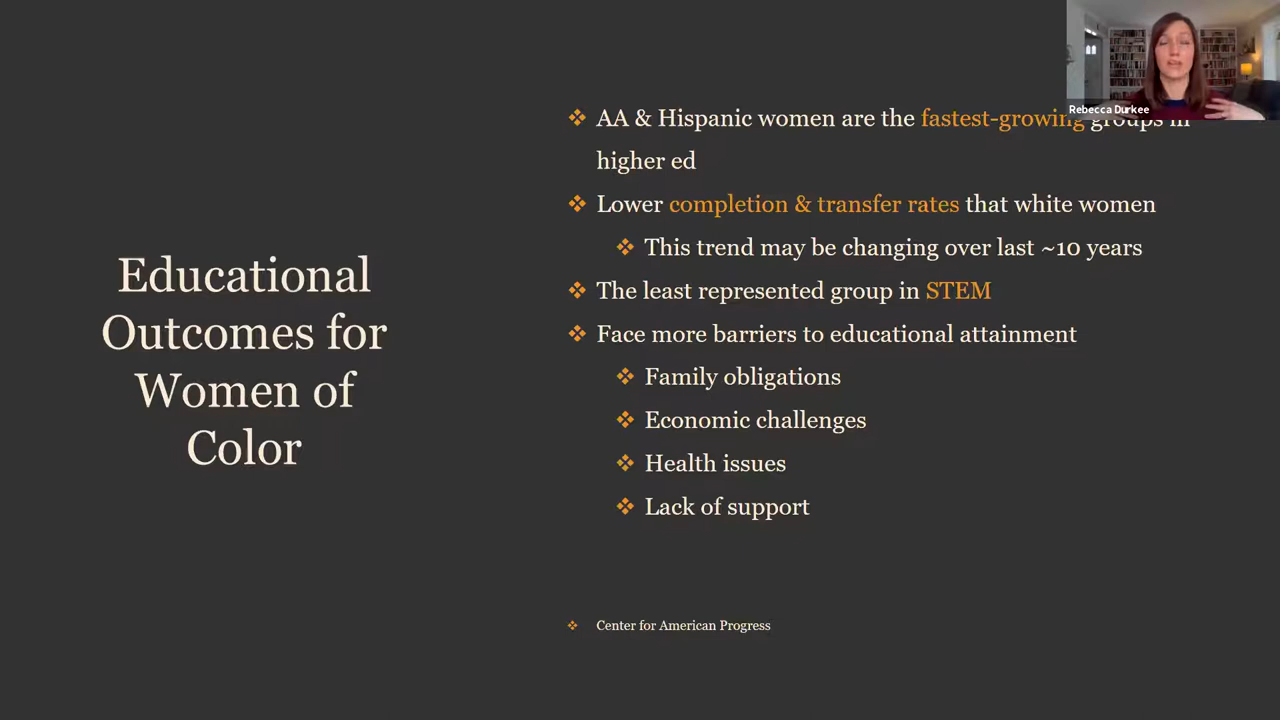 Rebecca Durkee
AA & Hispanic women are the fastest-growing groups in
higher ed
Lower completion & transfer rates that white women
This trend may be changing over last ~10 years
The least represented group in STEM
Face more barriers to educational attainment
Family obligations
Economic challenges
Health issues
Lack of support
Educational
Outcomes for
Women of
Color
Center for American Progress